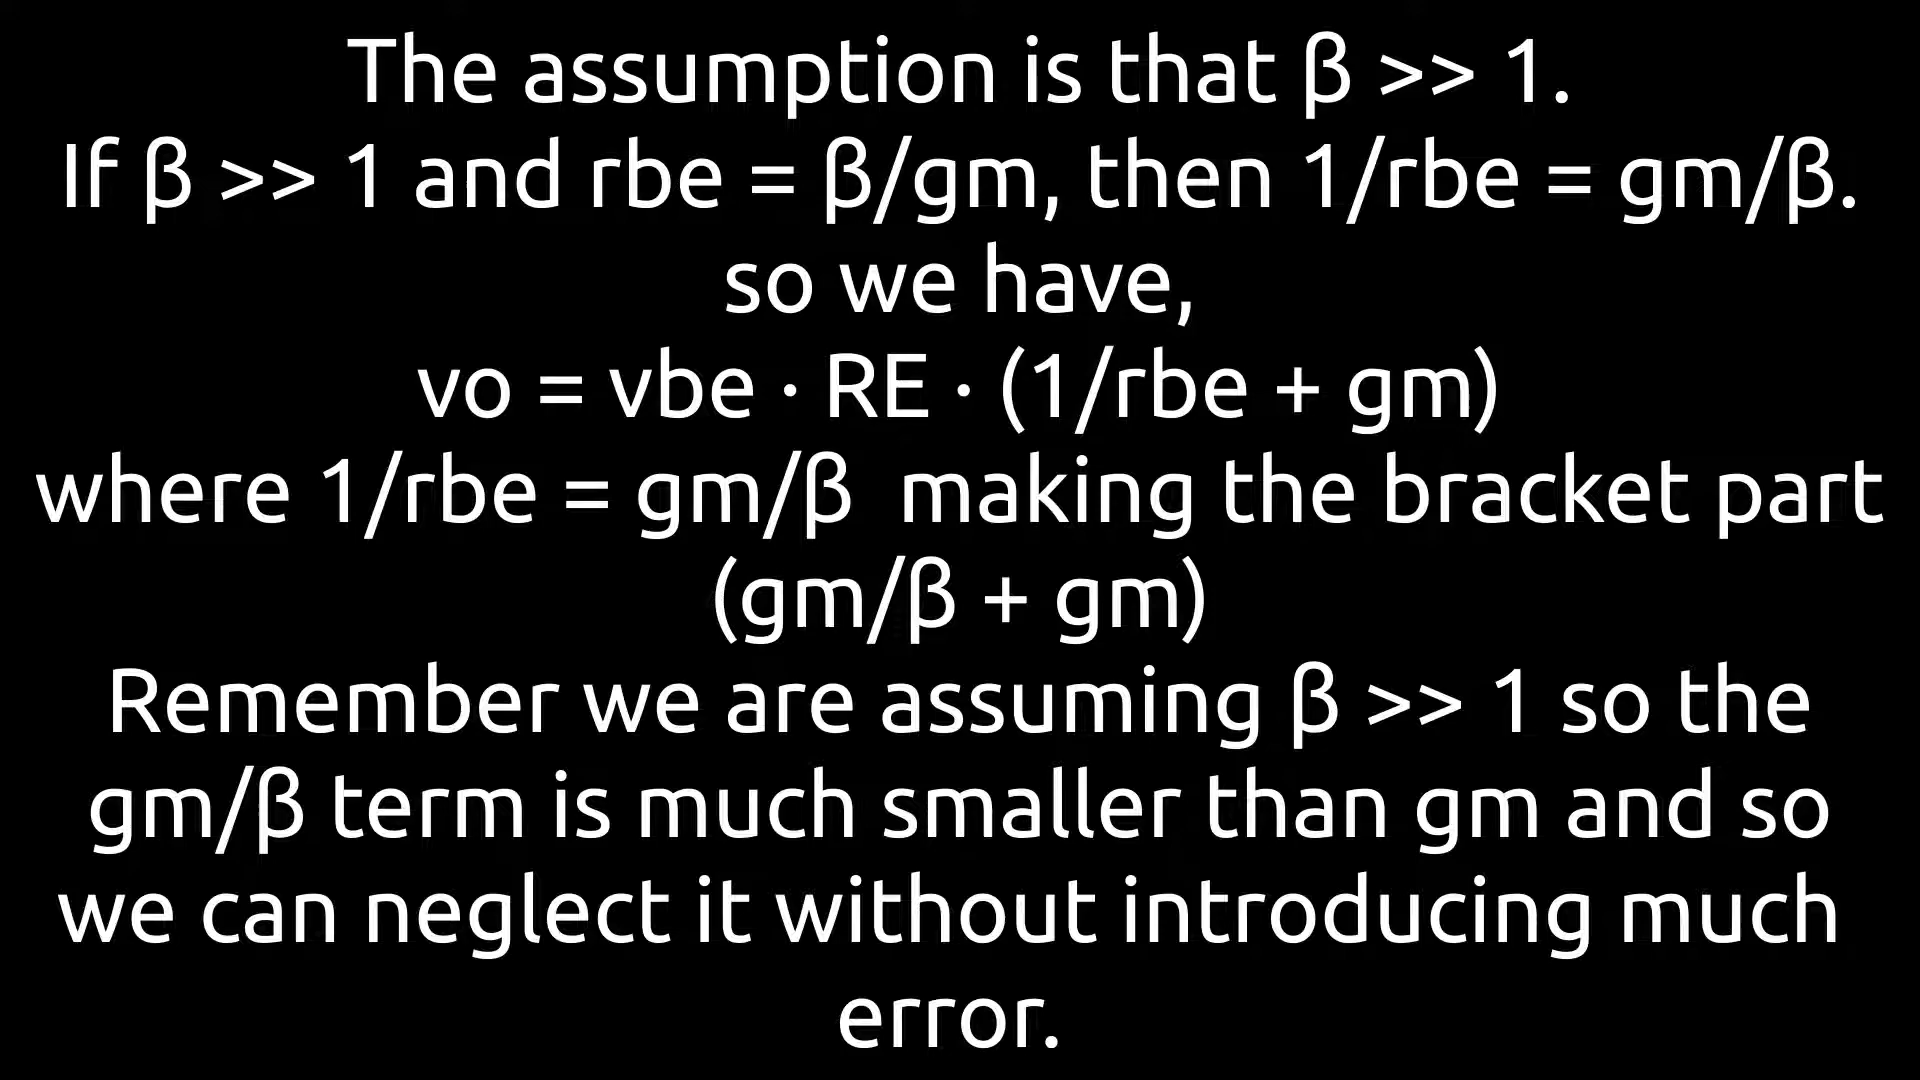 The assumption is that β >> 1.
If β >> 1 and rbe = β/gm, then 1/rbe = gm/β.
so we have,
vo = vbe · RE · (1/rbe + gm)
where 1/rbe = gm/β  making the bracket part
(gm/β + gm)
Remember we are assuming β >> 1 so the
gm/β term is much smaller than gm and so
we can neglect it without introducing much
error.